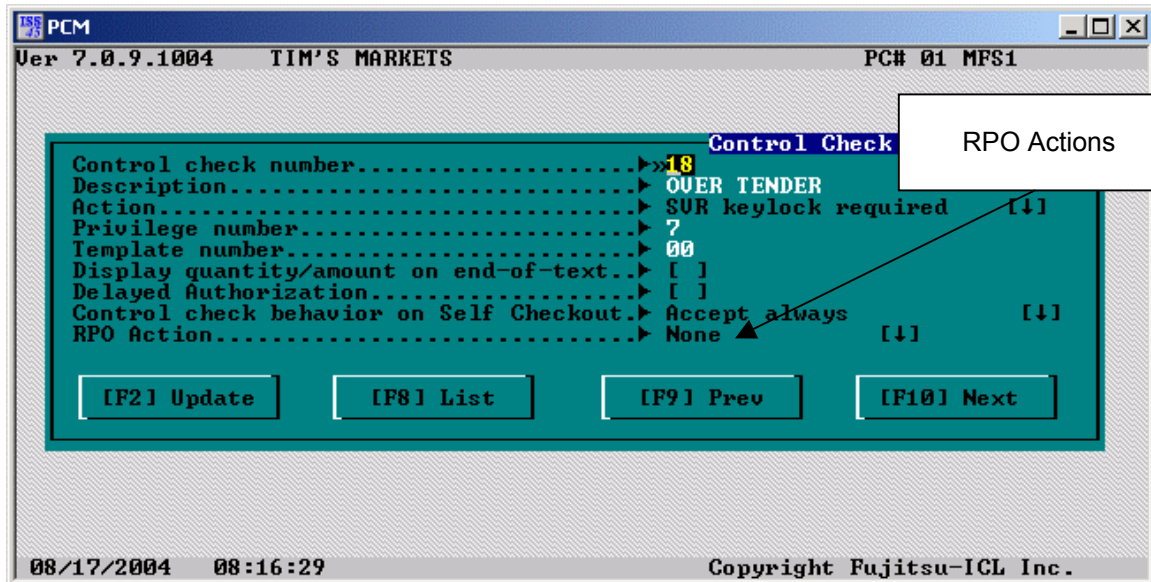 ISS 45 PCM
Ver 7.0.9.1004 TIM'S MARKETS PC# 01 MFS1
RPO Actions
Control Check
Control check number..................... »18
Description.............................. OVER TENDER
Action................................... SVR keylock required [↓]
Privilege number......................... 7
Template number.......................... 00
Display quantity/amount on end-of-text.. [ ]
Delayed Authorization.................... [ ]
Control check behavior on Self Checkout. Accept always [↓]
RPO Action............................... None [↓]
[F2] Update [F8] List [F9] Prev [F10] Next
08/17/2004 08:16:29 Copyright Fujitsu-ICL Inc.